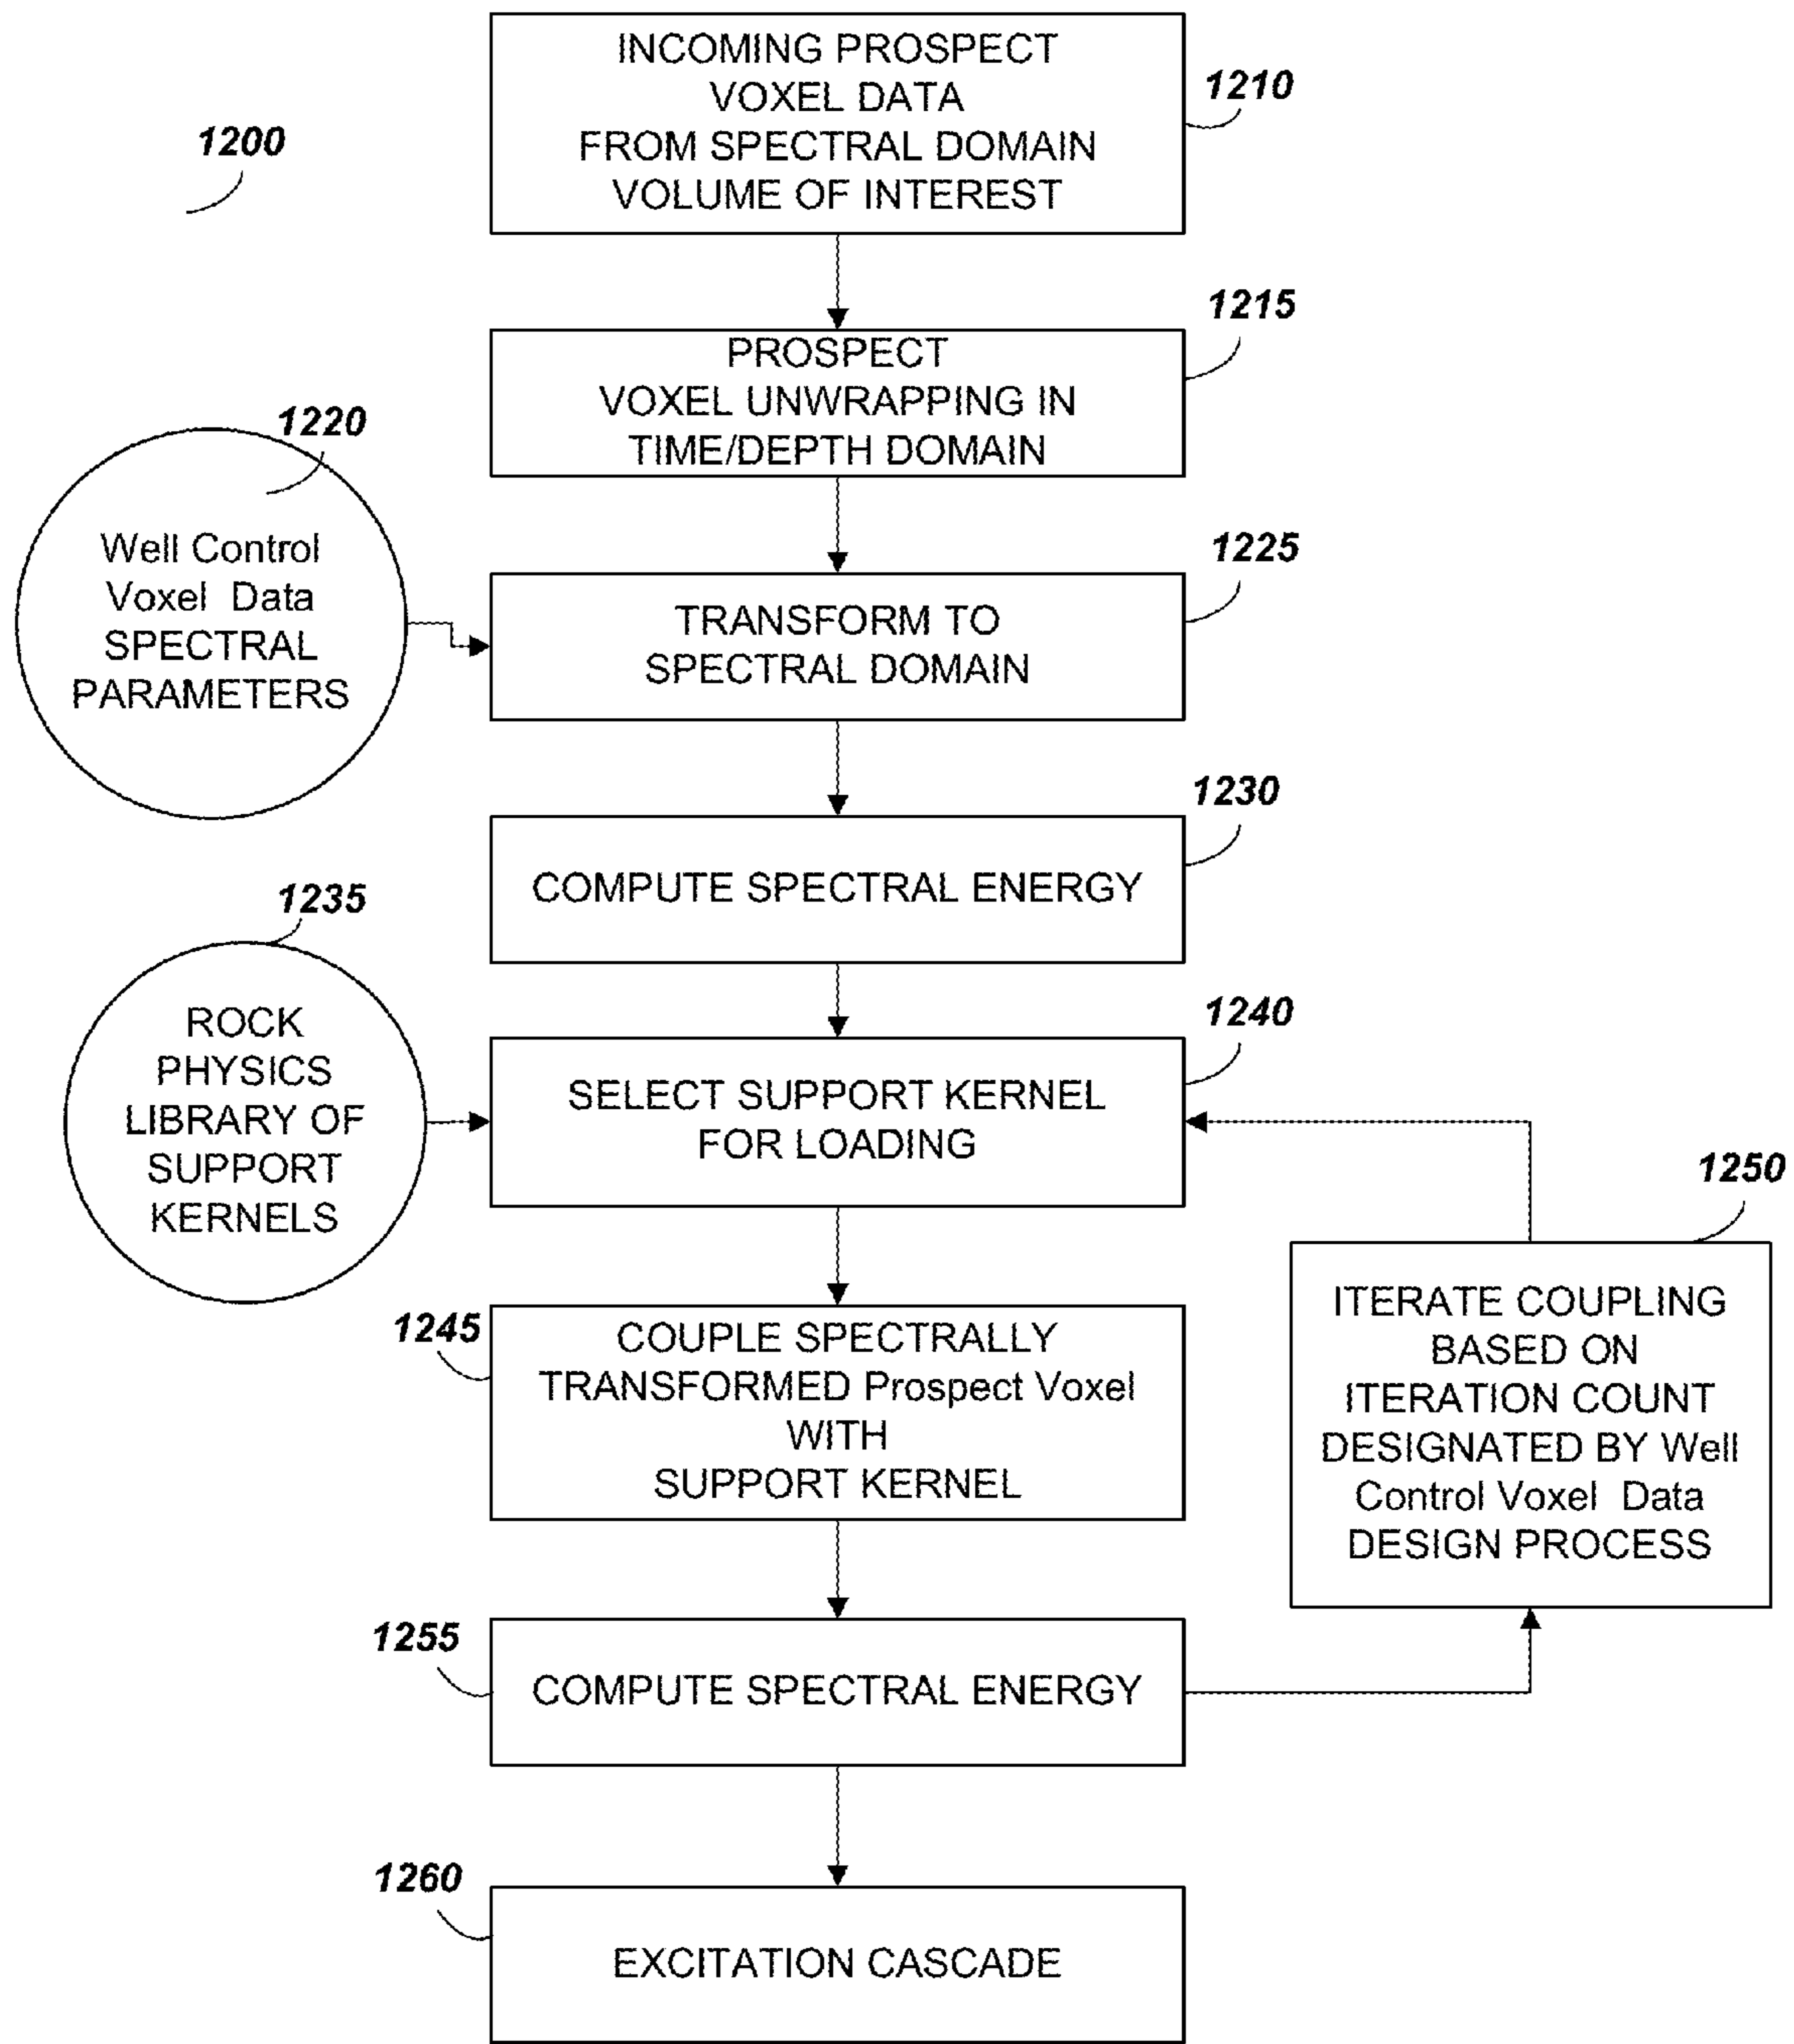 1200
INCOMING PROSPECT
VOXEL DATA
FROM SPECTRAL DOMAIN
VOLUME OF INTEREST
1210
PROSPECT
VOXEL UNWRAPPING IN
TIME/DEPTH DOMAIN
1215
1220
Well Control
Voxel Data
SPECTRAL
PARAMETERS
TRANSFORM TO
SPECTRAL DOMAIN
1225
COMPUTE SPECTRAL ENERGY
1230
1235
ROCK
PHYSICS
LIBRARY OF
SUPPORT
KERNELS
SELECT SUPPORT KERNEL
FOR LOADING
1240
1245
COUPLE SPECTRALLY
TRANSFORMED Prospect Voxel
WITH
SUPPORT KERNEL
1250
ITERATE COUPLING
BASED ON
ITERATION COUNT
DESIGNATED BY Well
Control Voxel Data
DESIGN PROCESS
1255
COMPUTE SPECTRAL ENERGY
1260
EXCITATION CASCADE